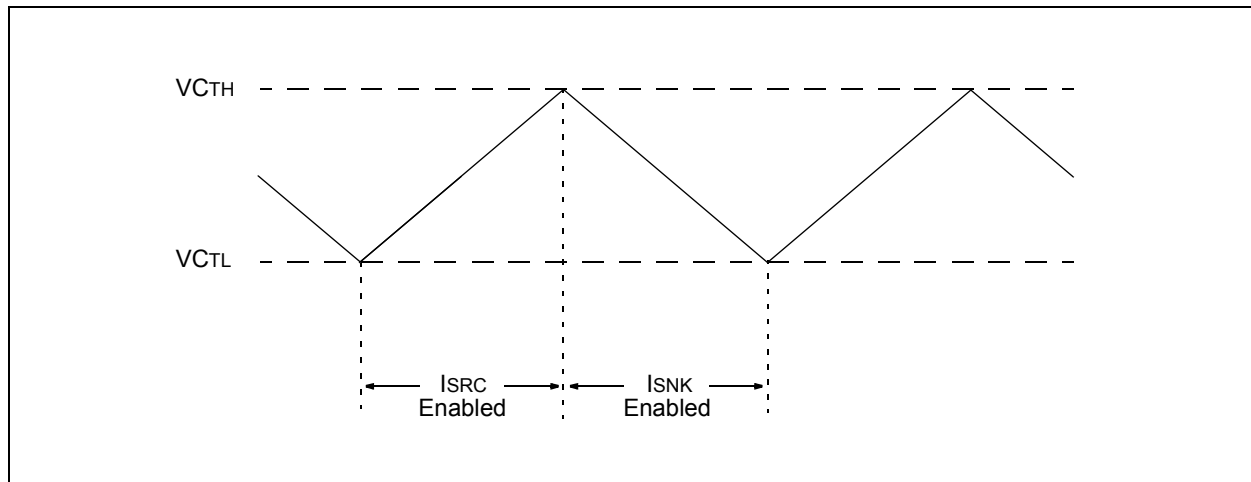 VCTH
VCTL
ISRC
Enabled
ISNK
Enabled